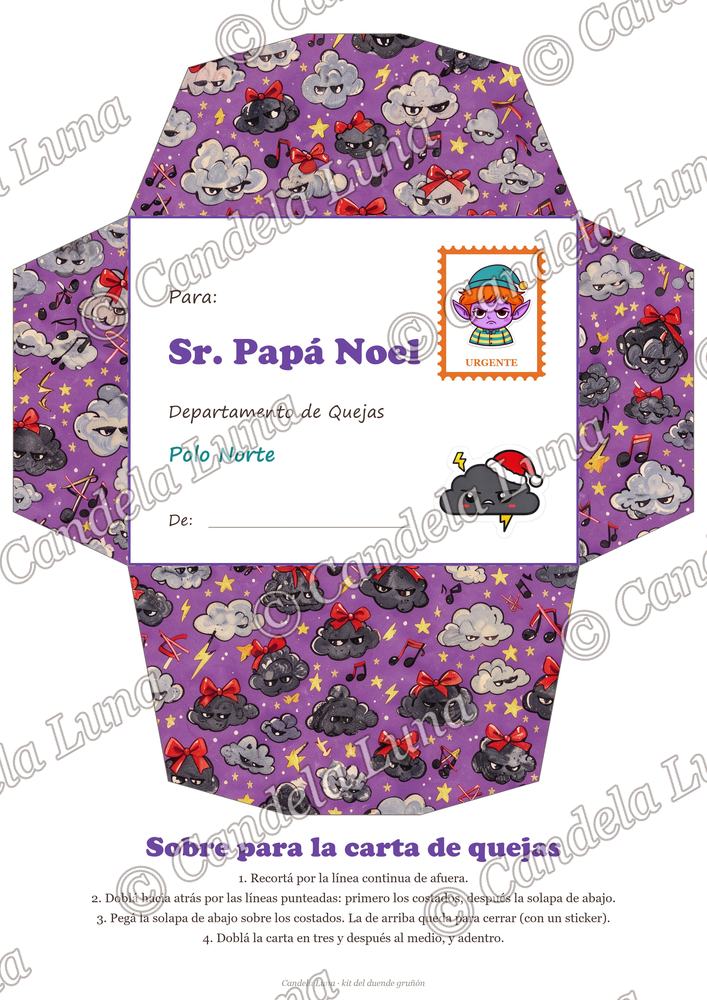 Para:
Sr. Papá Noel
URGENTE
Departamento de Quejas
Polo Norte
De:
Sobre para la carta de quejas
1. Recortá por la línea continua de afuera.
2. Doblá hacia atrás por las líneas punteadas: primero los costados, después la solapa de abajo.
3. Pegá la solapa de abajo sobre los costados. La de arriba queda para cerrar (con un sticker).
4. Doblá la carta en tres y después al medio, y adentro.
Candela Luna · kit del duende gruñón
© Candela Luna